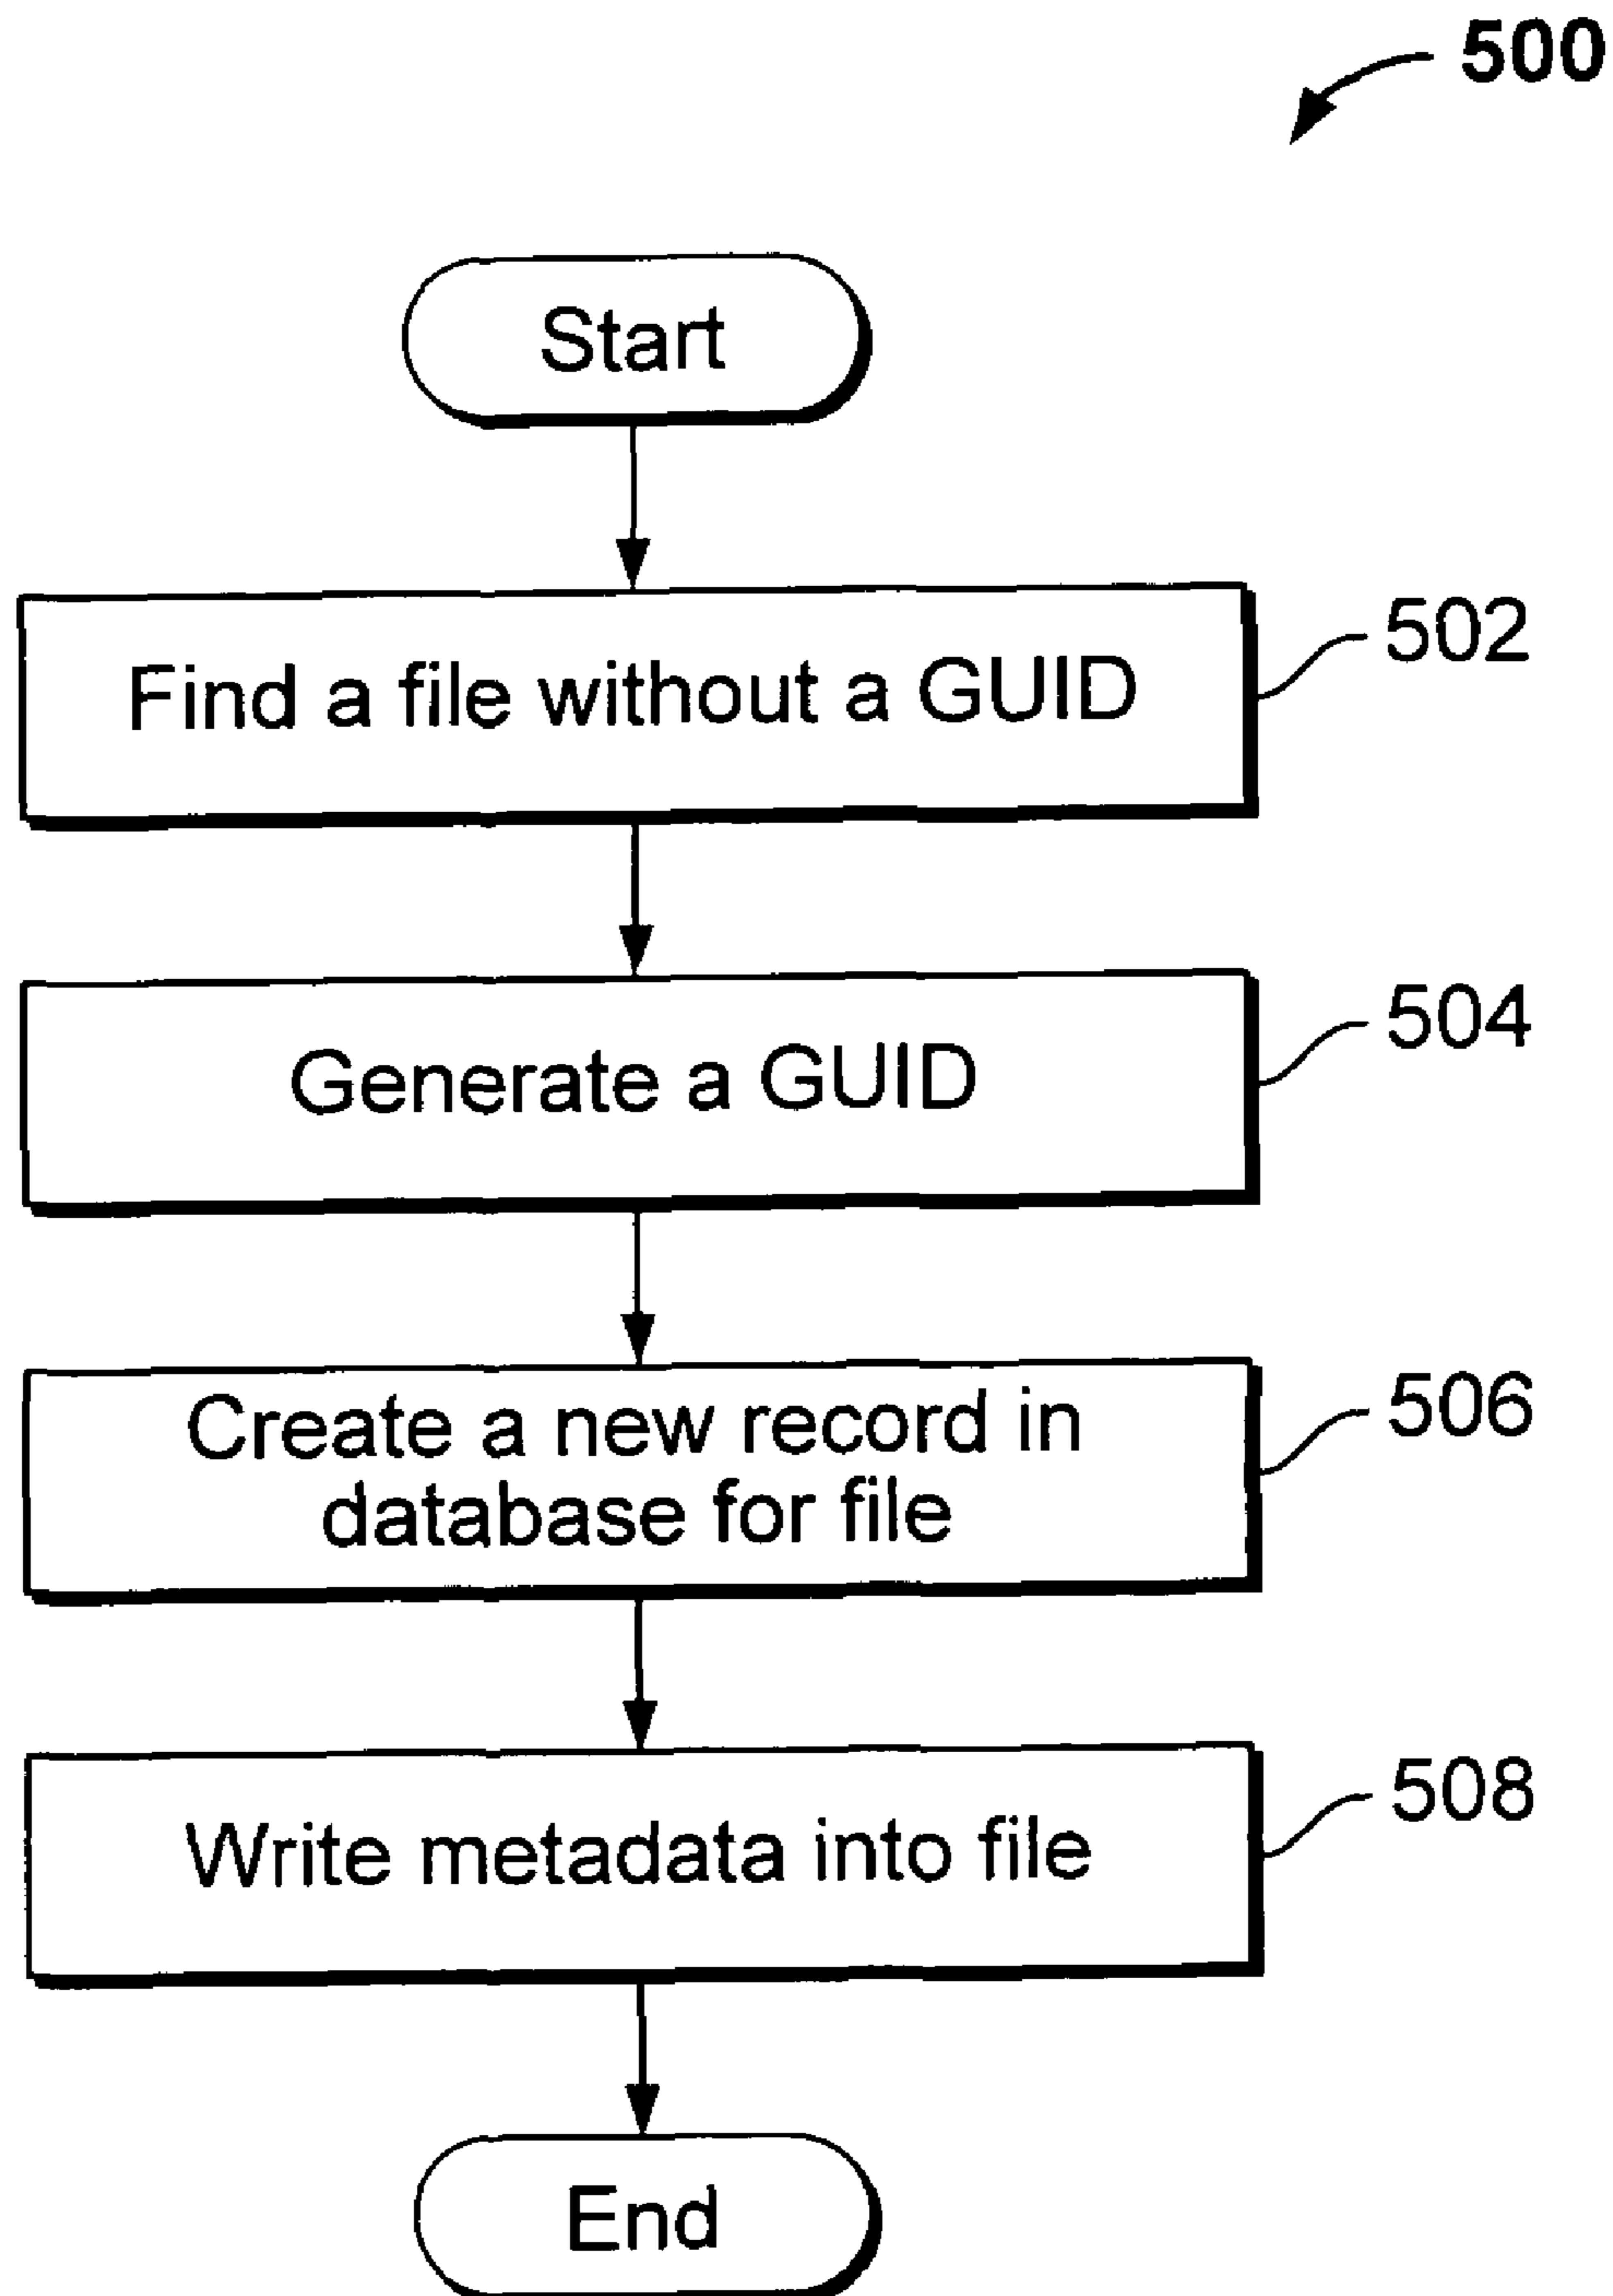 500
Start
Find a file without a GUID
502
Generate a GUID
504
Create a new record in
database for file
506
Write metadata into file
508
End